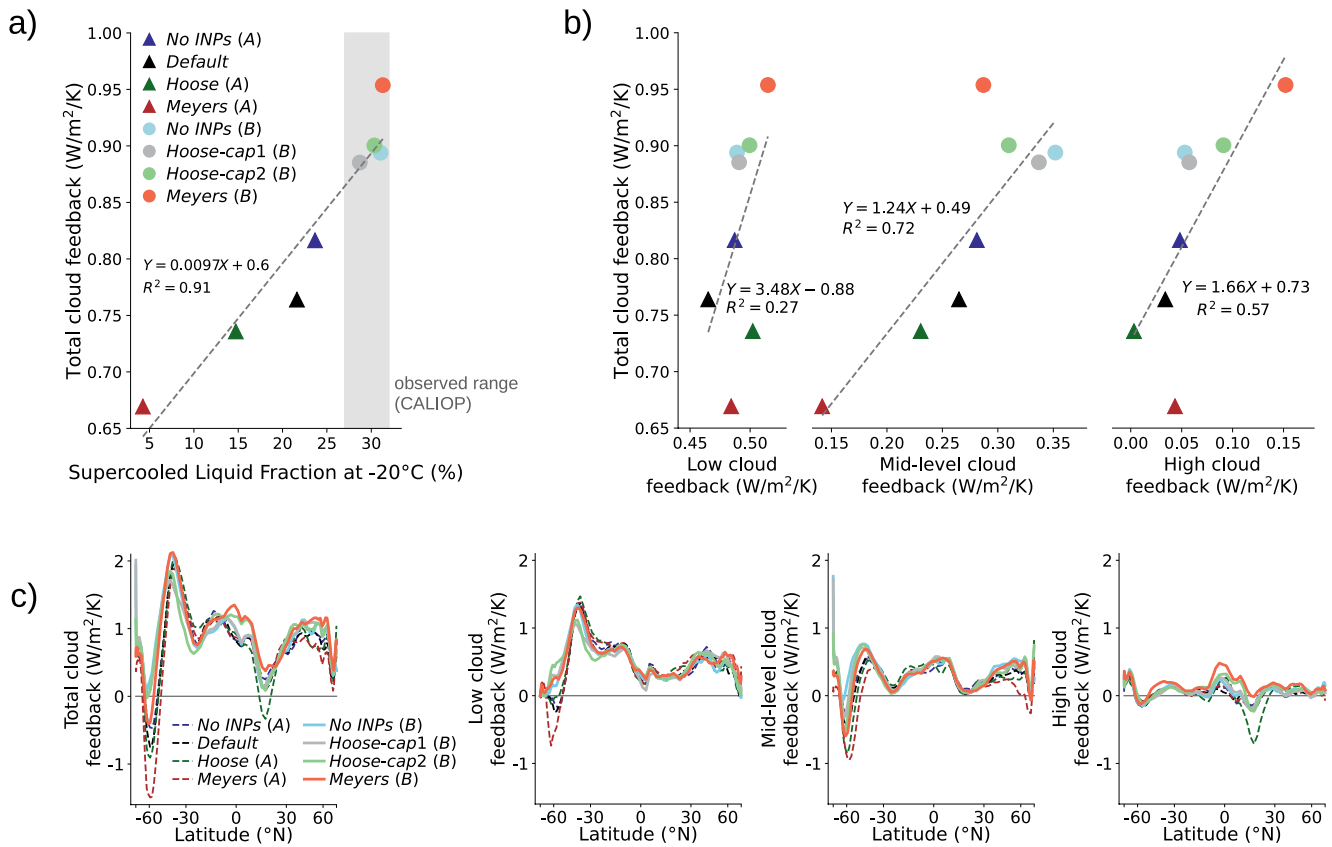 a)
Total cloud feedback (W/m²/K)
1.00
0.95
0.90
0.85
0.80
0.75
0.70
0.65
No INPs (A)
Default
Hoose (A)
Meyers (A)
No INPs (B)
Hoose-cap1 (B)
Hoose-cap2 (B)
Meyers (B)
Y = 0.0097X + 0.6
R² = 0.91
observed range
(CALIOP)
5 10 15 20 25 30
Supercooled Liquid Fraction at -20°C (%)
b)
Total cloud feedback (W/m²/K)
1.00
0.95
0.90
0.85
0.80
0.75
0.70
0.65
Y = 3.48X − 0.88
R² = 0.27
0.45 0.50
Low cloud
feedback (W/m²/K)
Y = 1.24X + 0.49
R² = 0.72
0.15 0.20 0.25 0.30 0.35
Mid-level cloud
feedback (W/m²/K)
Y = 1.66X + 0.73
R² = 0.57
0.00 0.05 0.10 0.15
High cloud
feedback (W/m²/K)
c)
Total cloud
feedback (W/m²/K)
2
1
0
-1
No INPs (A)
Default
Hoose (A)
Meyers (A)
No INPs (B)
Hoose-cap1 (B)
Hoose-cap2 (B)
Meyers (B)
-60 -30 0 30 60
Latitude (°N)
Low cloud
feedback (W/m²/K)
2
1
0
-1
-60 -30 0 30 60
Latitude (°N)
Mid-level cloud
feedback (W/m²/K)
2
1
0
-1
-60 -30 0 30 60
Latitude (°N)
High cloud
feedback (W/m²/K)
2
1
0
-1
-60 -30 0 30 60
Latitude (°N)